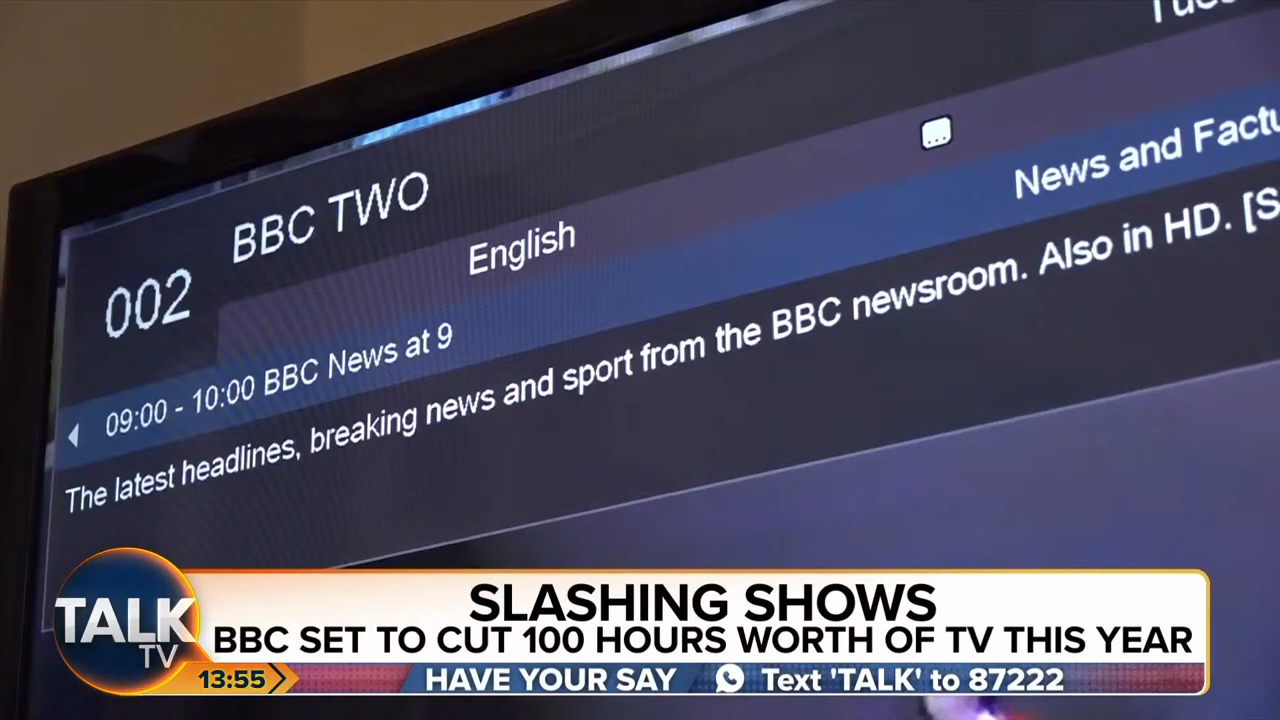 BBC TWO
002
English
News and
09:00 - 10:00 BBC News at 9
The latest headlines, breaking news and sport from the BBC newsroom. Also in HD.
SLASHING SHOWS
BBC SET TO CUT 100 HOURS WORTH OF TV THIS YEAR
TALK
TV
13:55
HAVE YOUR SAY
Text 'TALK' to 87222